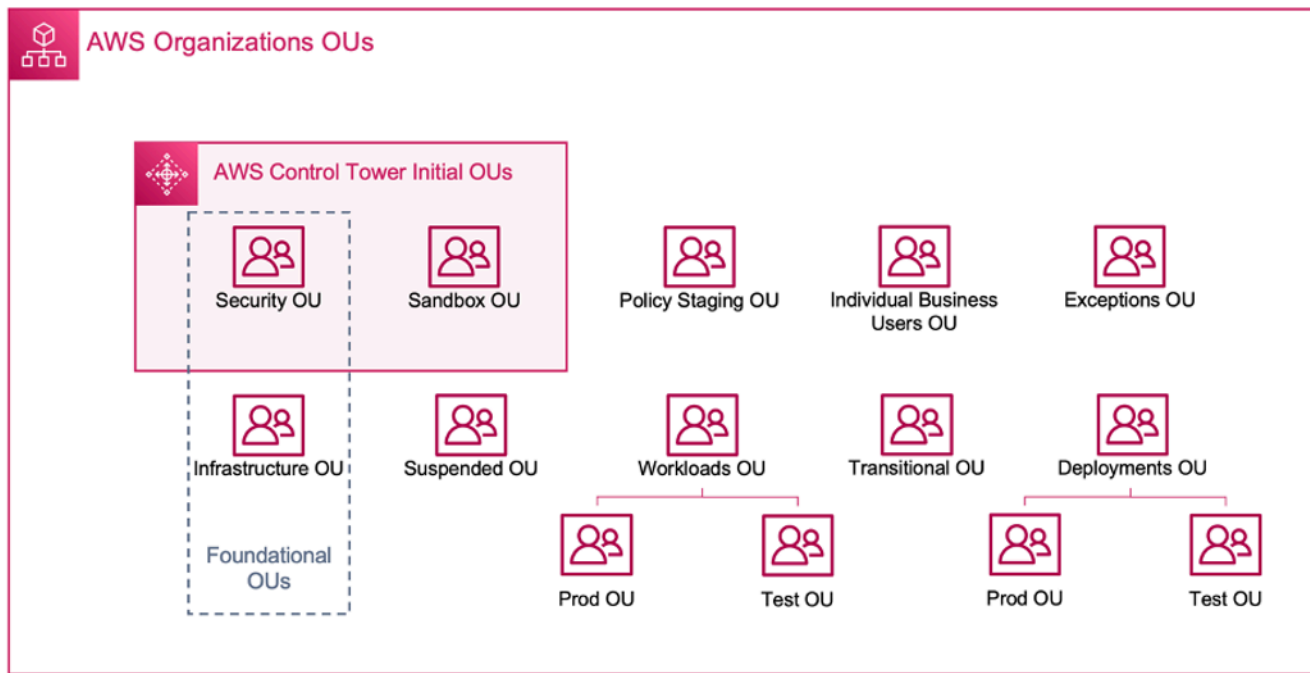 AWS Organizations OUs
AWS Control Tower Initial OUs
Security OU
Sandbox OU
Policy Staging OU
Individual Business
Users OU
Exceptions OU
Infrastructure OU
Suspended OU
Workloads OU
Transitional OU
Deployments OU
Foundational
OUs
Prod OU
Test OU
Prod OU
Test OU